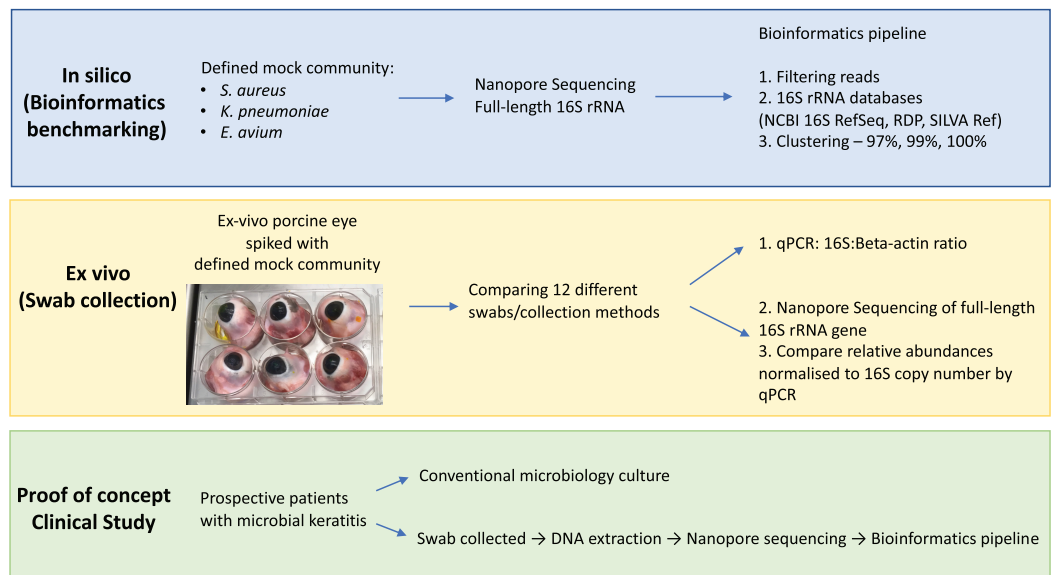 In silico
(Bioinformatics
benchmarking)
Defined mock community:
• S. aureus
• K. pneumoniae
• E. avium
Nanopore Sequencing
Full-length 16S rRNA
Bioinformatics pipeline
1. Filtering reads
2. 16S rRNA databases
(NCBI 16S RefSeq, RDP, SILVA Ref)
3. Clustering – 97%, 99%, 100%
Ex vivo
(Swab collection)
Ex-vivo porcine eye
spiked with
defined mock community
Comparing 12 different
swabs/collection methods
1. qPCR: 16S:Beta-actin ratio
2. Nanopore Sequencing of full-length
16S rRNA gene
3. Compare relative abundances
normalised to 16S copy number by
qPCR
Proof of concept
Clinical Study
Prospective patients
with microbial keratitis
Conventional microbiology culture
Swab collected → DNA extraction → Nanopore sequencing → Bioinformatics pipeline